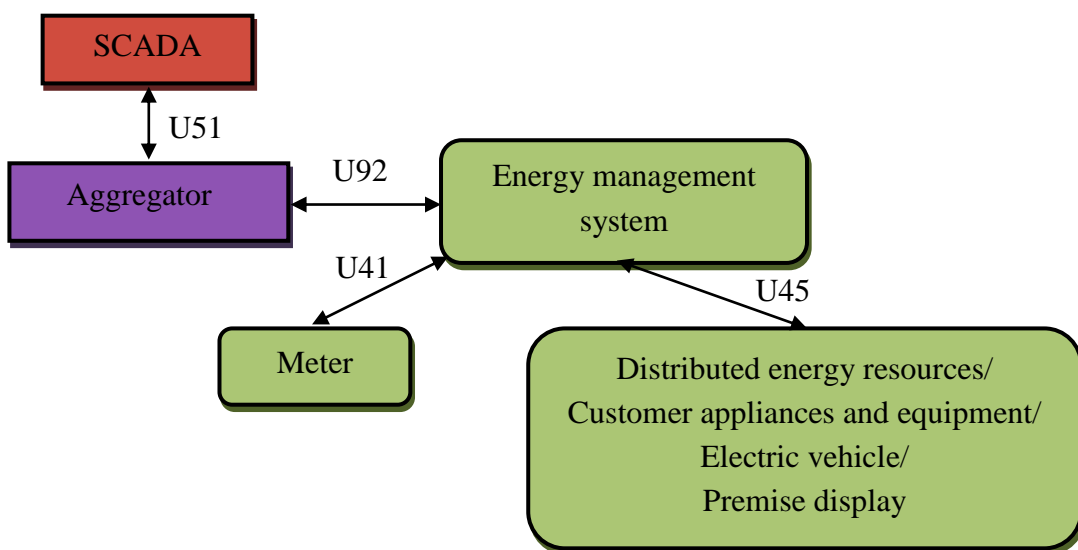 SCADA
U51
Aggregator
U92
Energy management
system
U41
U45
Meter
Distributed energy resources/
Customer appliances and equipment/
Electric vehicle/
Premise display